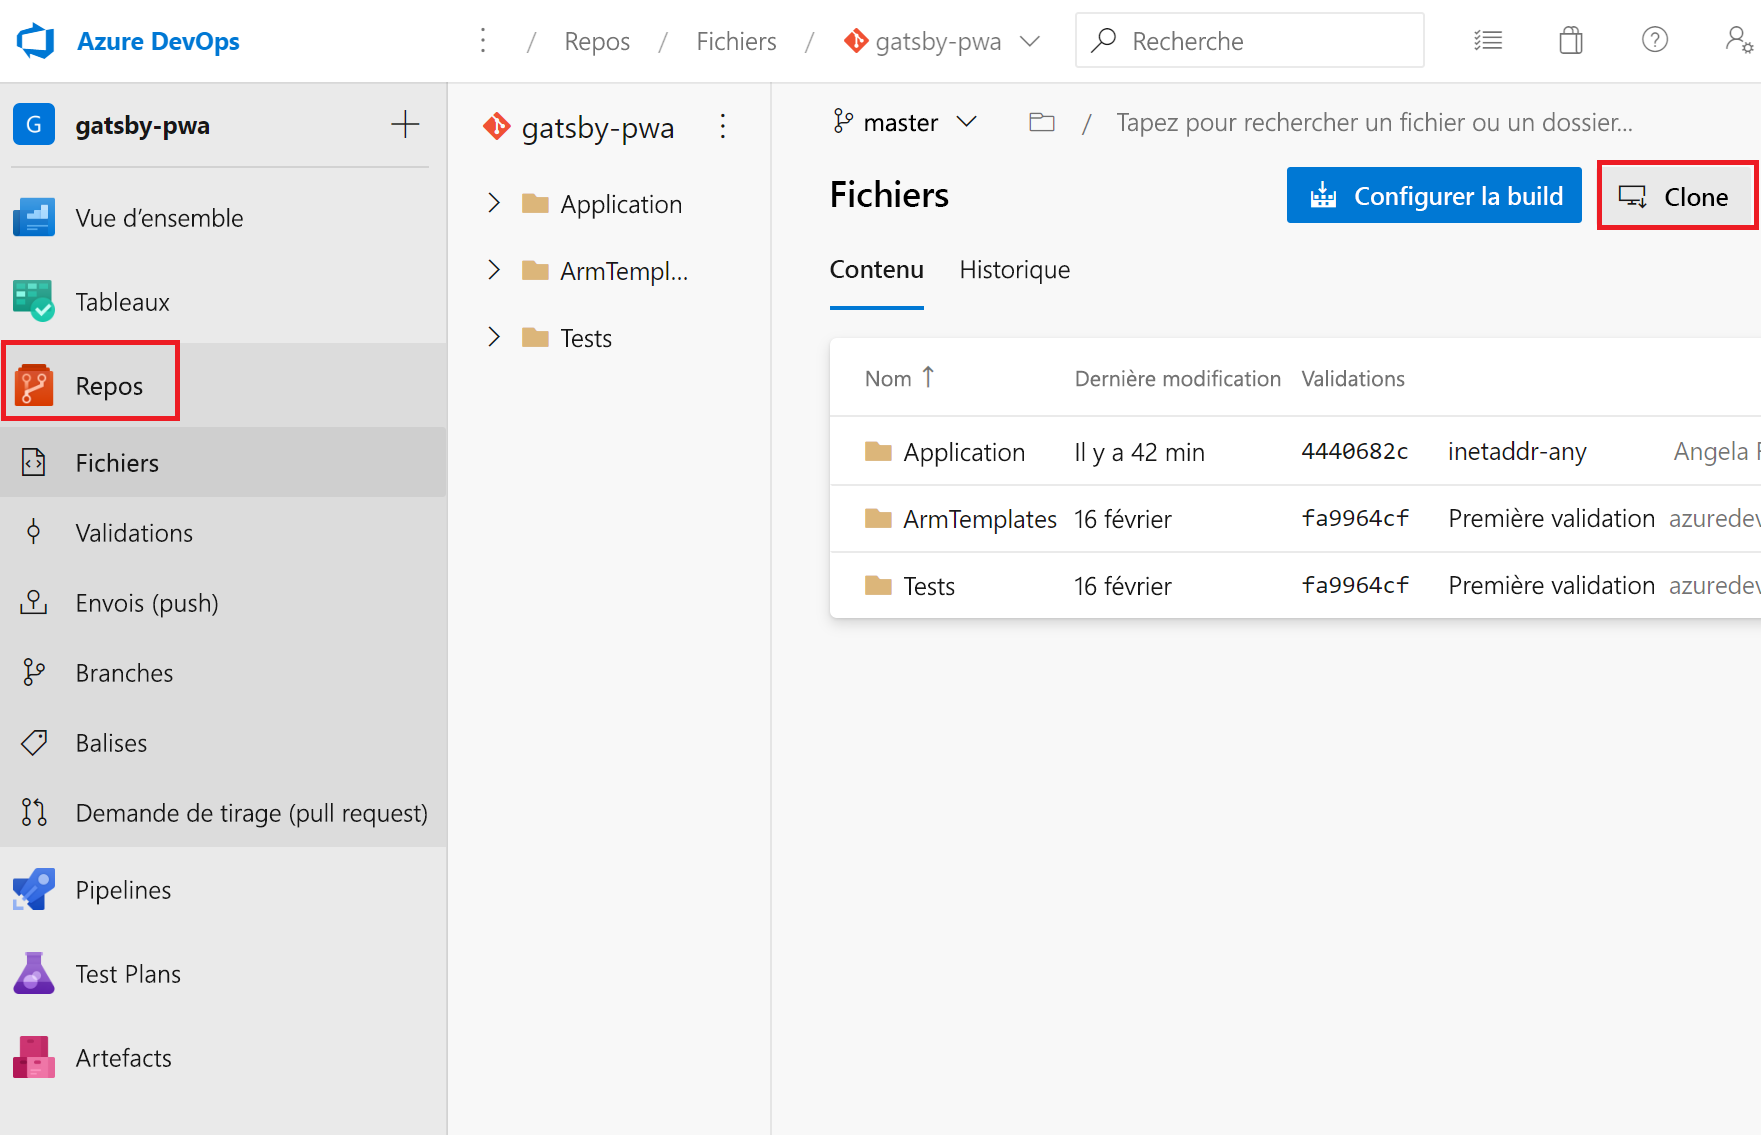 Azure DevOps
/ Repos / Fichiers / gatsby-pwa
Recherche
G gatsby-pwa
Vue d’ensemble
Tableaux
Repos
Fichiers
Validations
Envois (push)
Branches
Balises
Demande de tirage (pull request)
Pipelines
Test Plans
Artefacts
gatsby-pwa
Application
ArmTempl...
Tests
master
/ Tapez pour rechercher un fichier ou un dossier...
Fichiers
Configurer la build
Clone
Contenu Historique
Nom ↑ Dernière modification Validations
Application Il y a 42 min 4440682c inetaddr-any Angela
ArmTemplates 16 février fa9964cf Première validation azuredev
Tests 16 février fa9964cf Première validation azuredev